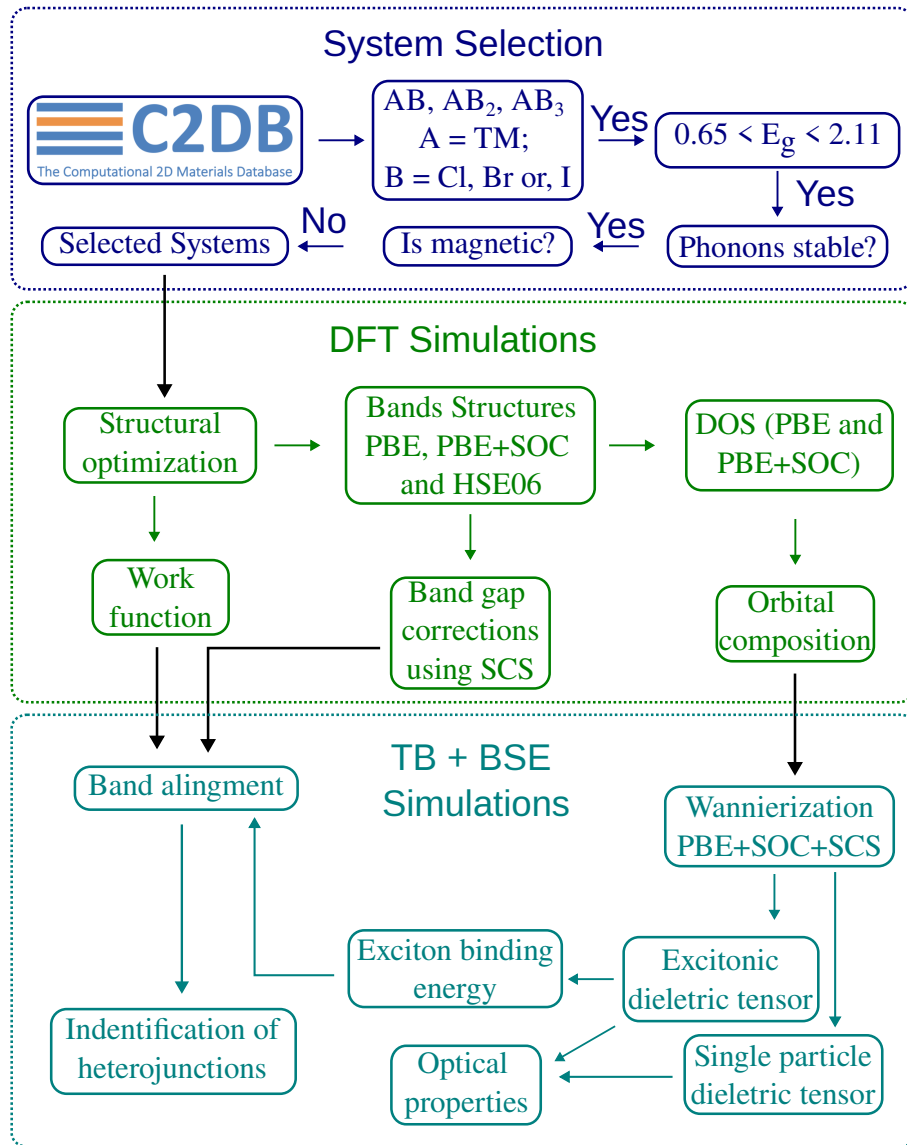 System Selection
C2DB
The Computational 2D Materials Database
AB, AB₂, AB₃
A = TM;
B = Cl, Br or, I
Yes
0.65 < E_g < 2.11
Yes
Selected Systems
No
Is magnetic?
Yes
Phonons stable?
DFT Simulations
Structural
optimization
Bands Structures
PBE, PBE+SOC
and HSE06
DOS (PBE and
PBE+SOC)
Work
function
Band gap
corrections
using SCS
Orbital
composition
TB + BSE
Simulations
Band alingment
Wannierization
PBE+SOC+SCS
Exciton binding
energy
Excitonic
dieletric tensor
Indentification of
heterojunctions
Optical
properties
Single particle
dieletric tensor